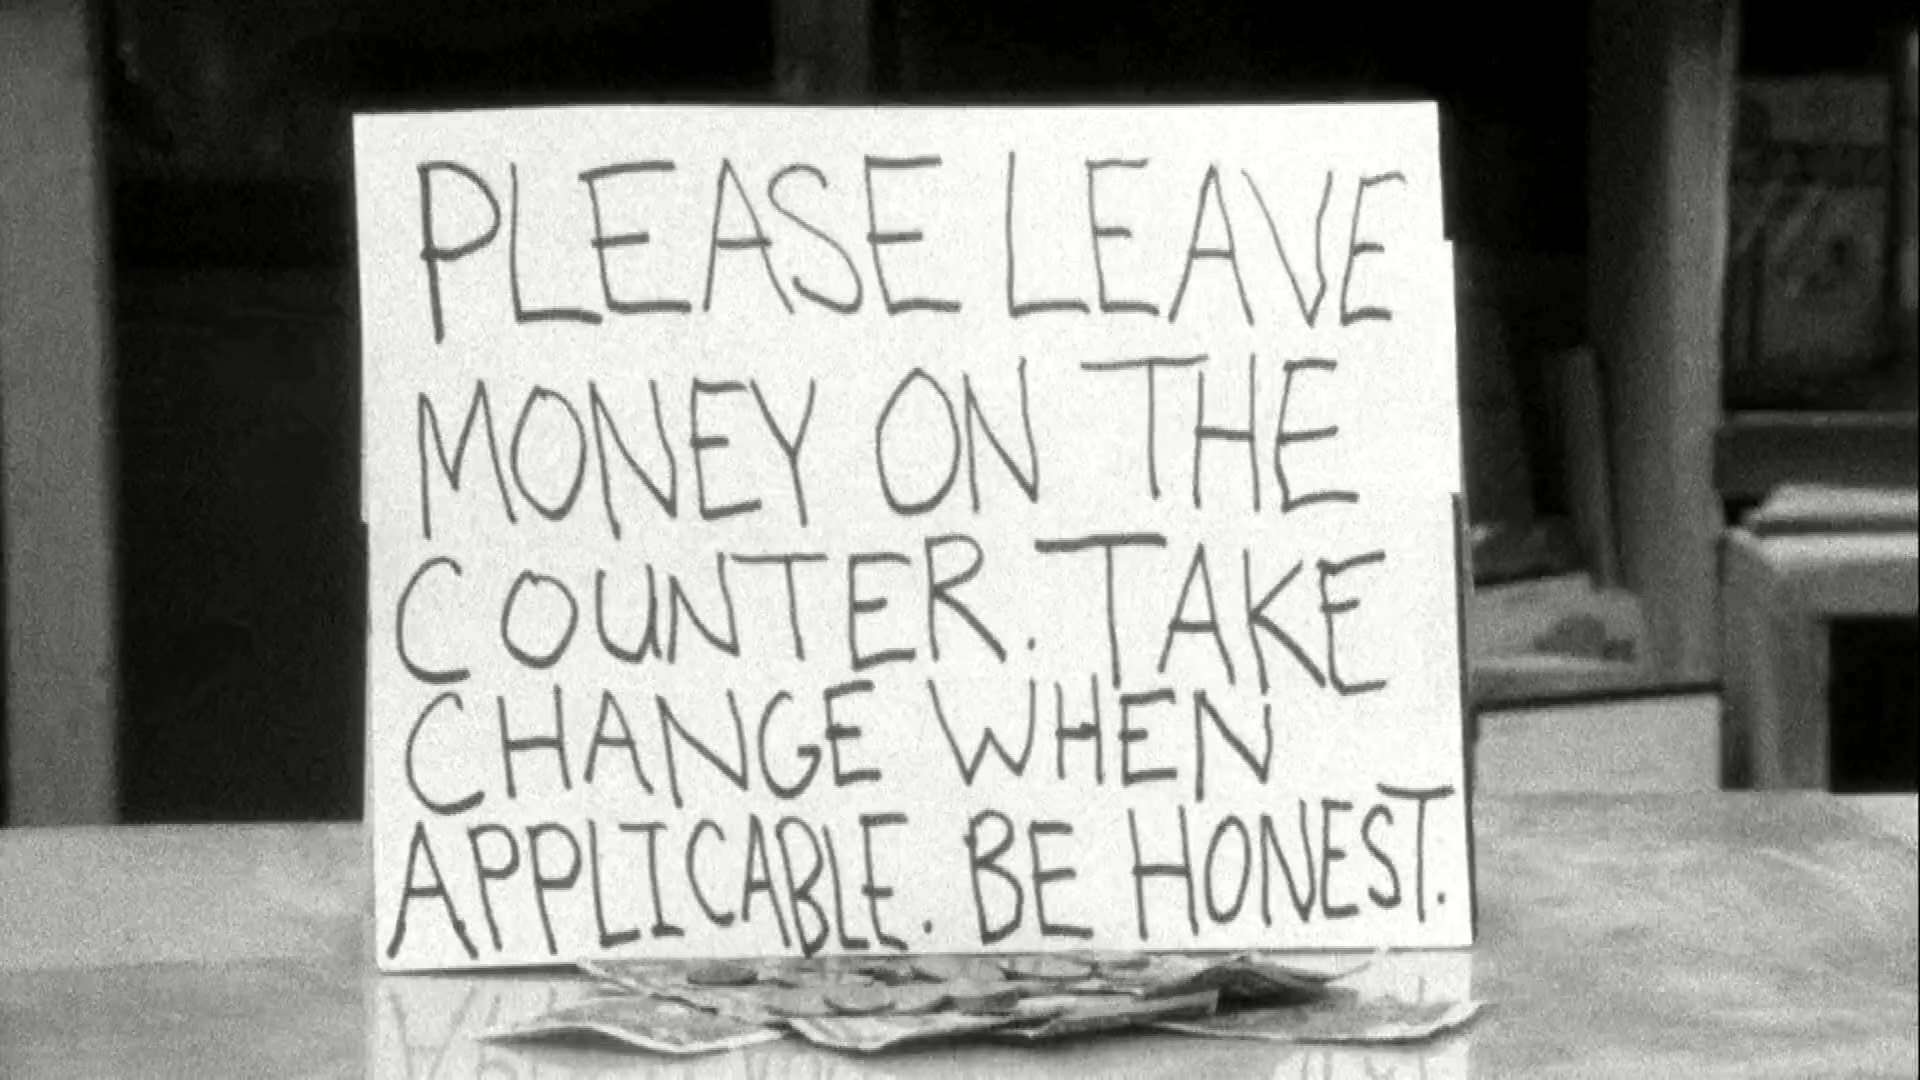 PLEASE LEAVE
MONEY ON THE
COUNTER. TAKE
CHANGE WHEN
APPLICABLE. BE HONEST.